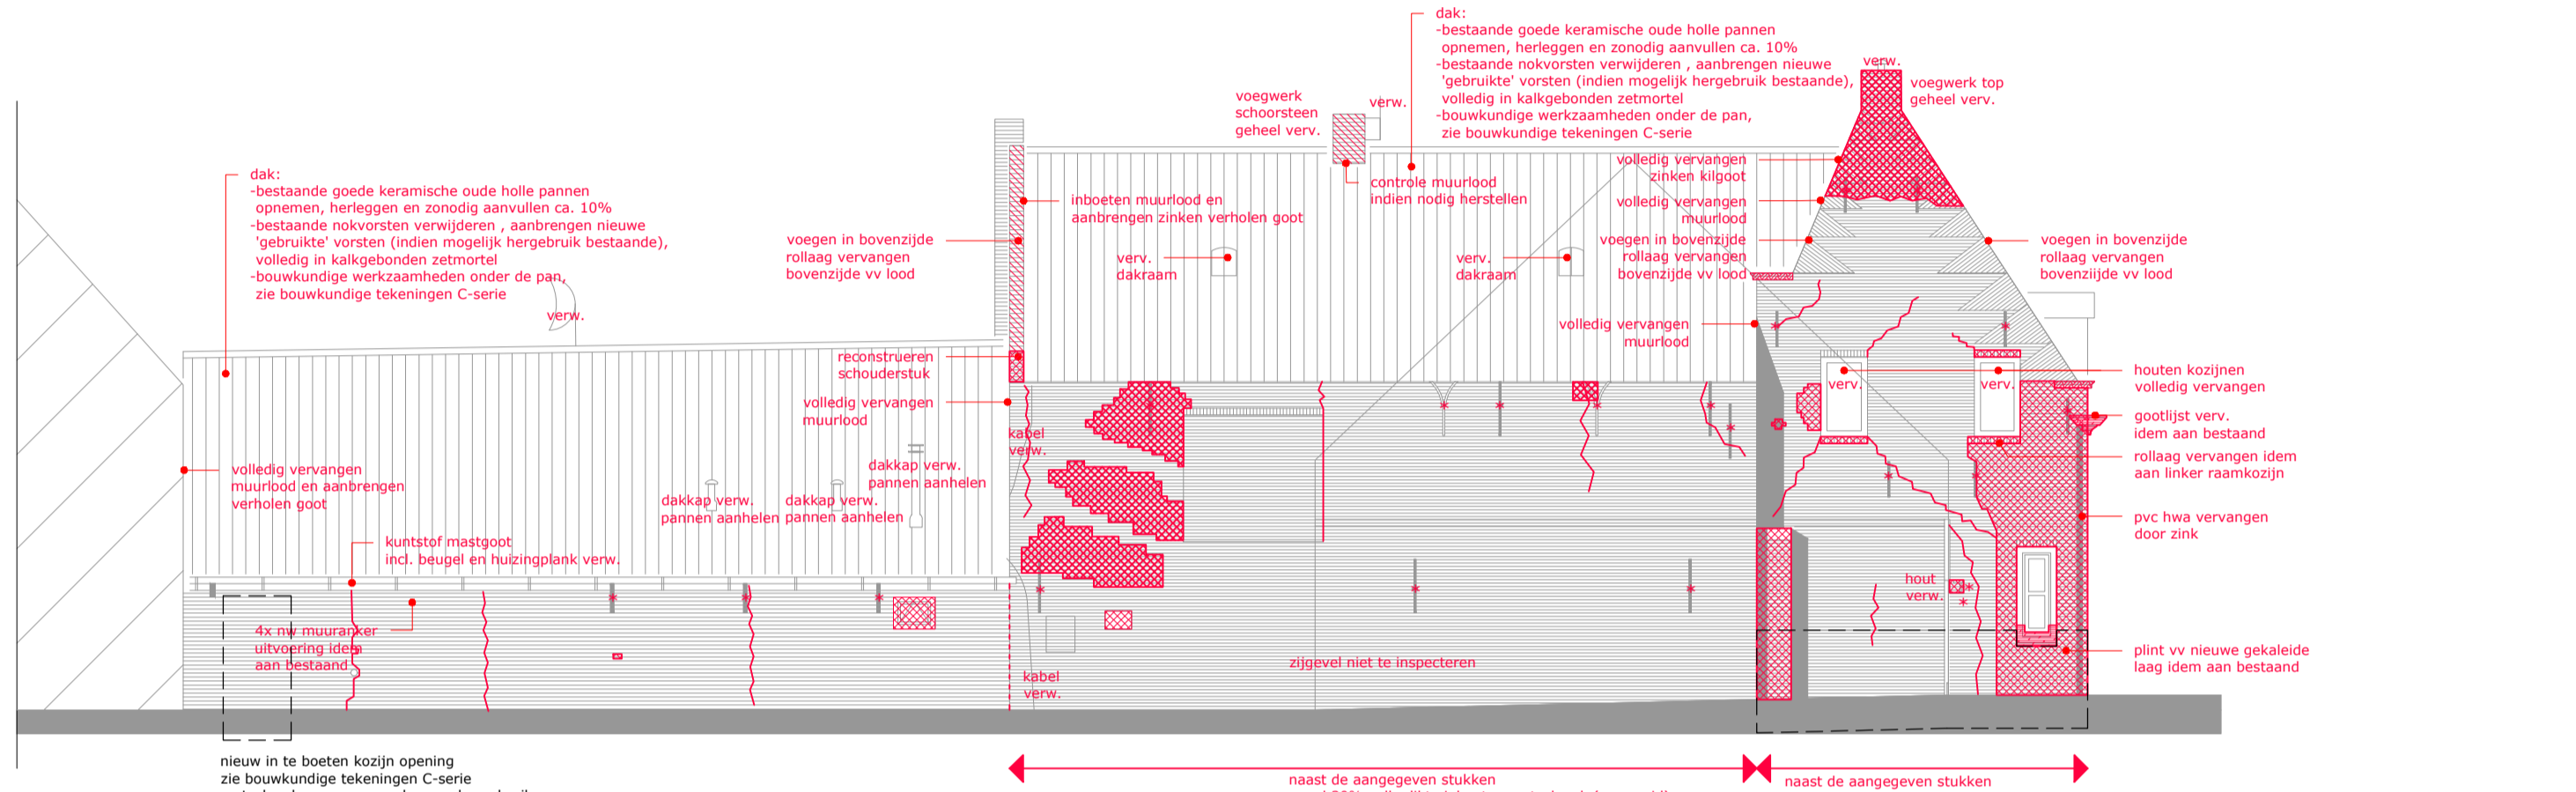 dak:
-bestaande goede keramische oude holle pannen
opnemen, herleggen en zonodig aanvullen ca. 10%
-bestaande nokvorsten verwijderen , aanbrengen nieuwe
'gebruikte' vorsten (indien mogelijk hergebruik bestaande),
volledig in kalkgebonden zetmortel
-bouwkundige werkzaamheden onder de pan,
zie bouwkundige tekeningen C-serie
verw.
voegwerk top
geheel verv.
voegwerk
schoorsteen
geheel verv.
verw.
dak:
-bestaande goede keramische oude holle pannen
opnemen, herleggen en zonodig aanvullen ca. 10%
-bestaande nokvorsten verwijderen , aanbrengen nieuwe
'gebruikte' vorsten (indien mogelijk hergebruik bestaande),
volledig in kalkgebonden zetmortel
-bouwkundige werkzaamheden onder de pan,
zie bouwkundige tekeningen C-serie
verw.
voegen in bovenzijde
rollaag vervangen
bovenzijde vv lood
inboeten muurlood en
aanbrengen zinken verholen goot
controle muurlood
indien nodig herstellen
volledig vervangen
zinken kilgoot
volledig vervangen
muurlood
voegen in bovenzijde
rollaag vervangen
bovenzijde vv lood
voegen in bovenzijde
rollaag vervangen
bovenziijde vv lood
verv.
dakraam
verv.
dakraam
volledig vervangen
muurlood
reconstrueren
schouderstuk
volledig vervangen
muurlood
kabel
verw.
verv.
verv.
houten kozijnen
volledig vervangen
gootlijst verv.
idem aan bestaand
rollaag vervangen idem
aan linker raamkozijn
pvc hwa vervangen
door zink
volledig vervangen
muurlood en aanbrengen
verholen goot
dakkap verw.
pannen aanhelen
dakkap verw.
pannen aanhelen
dakkap verw.
pannen aanhelen
kuntstof mastgoot
incl. beugel en huizingplank verw.
hout
verw.
4x nw muuranker
uitvoering idem
aan bestaand
zijgevel niet te inspecteren
kabel
verw.
plint vv nieuwe gekaleide
laag idem aan bestaand
nieuw in te boeten kozijn opening
zie bouwkundige tekeningen C-serie
naast de aangegeven stukken
naast de aangegeven stukken